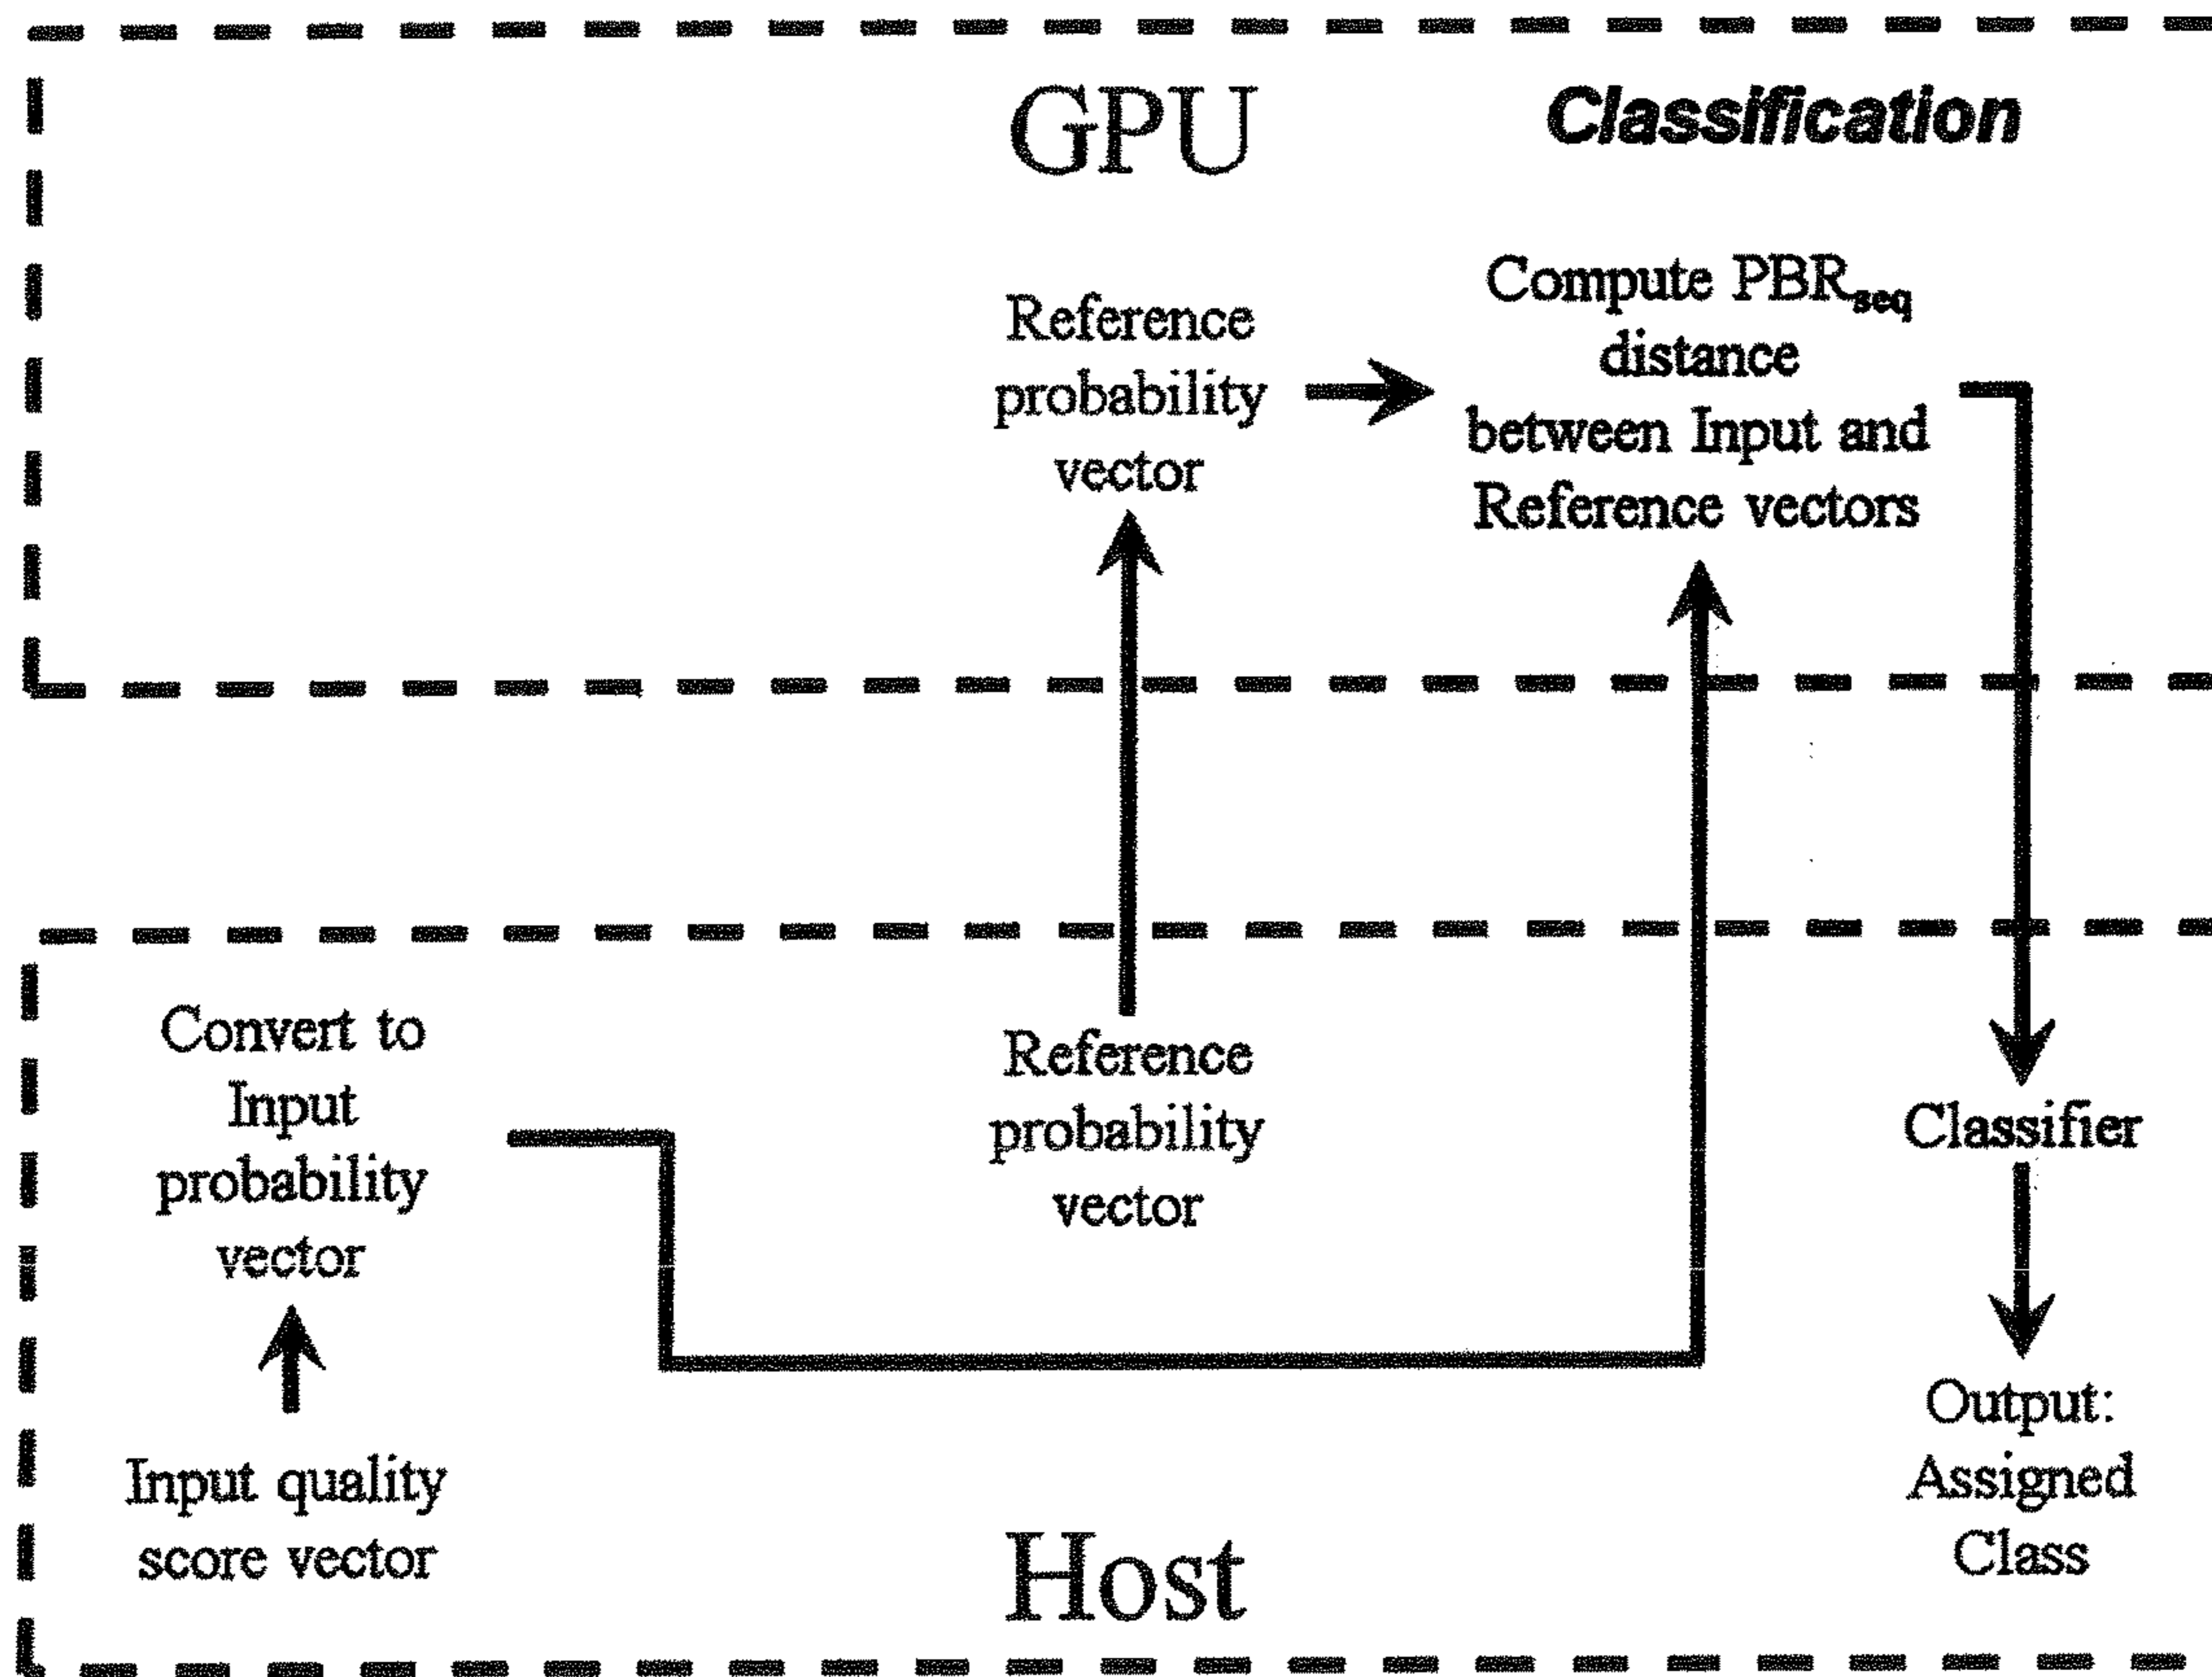 GPU
Classification
Reference
probability
vector
Compute PBRseq
distance
between Input and
Reference vectors
Convert to
Input
probability
vector
Reference
probability
vector
Classifier
Input quality
score vector
Host
Output:
Assigned
Class